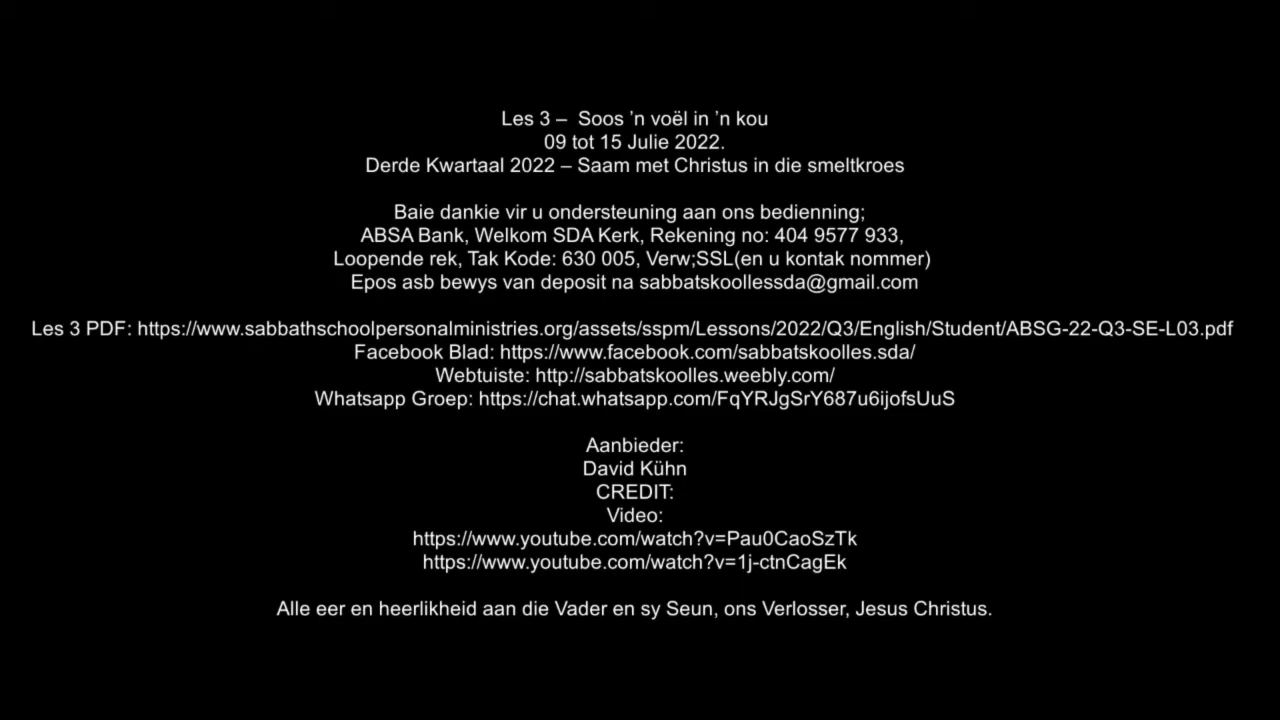 Les 3 –  Soos ’n voël in ’n kou
09 tot 15 Julie 2022.
Derde Kwartaal 2022 – Saam met Christus in die smeltkroes
Baie dankie vir u ondersteuning aan ons bedienning;
ABSA Bank, Welkom SDA Kerk, Rekening no: 404 9577 933,
Loopende rek, Tak Kode: 630 005, Verw;SSL(en u kontak nommer)
Epos asb bewys van deposit na sabbatskoollessda@gmail.com
Les 3 PDF: https://www.sabbathschoolpersonalministries.org/assets/sspm/Lessons/2022/Q3/English/Student/ABSG-22-Q3-SE-L03.pdf
Facebook Blad: https://www.facebook.com/sabbatskoolles.sda/
Webtuiste: http://sabbatskoolles.weebly.com/
Whatsapp Groep: https://chat.whatsapp.com/FqYRJgSrY687u6ijofsUuS
Aanbieder:
David Kühn
CREDIT:
Video:
https://www.youtube.com/watch?v=Pau0CaoSzTk
https://www.youtube.com/watch?v=1j-ctnCagEk
Alle eer en heerlikheid aan die Vader en sy Seun, ons Verlosser, Jesus Christus.